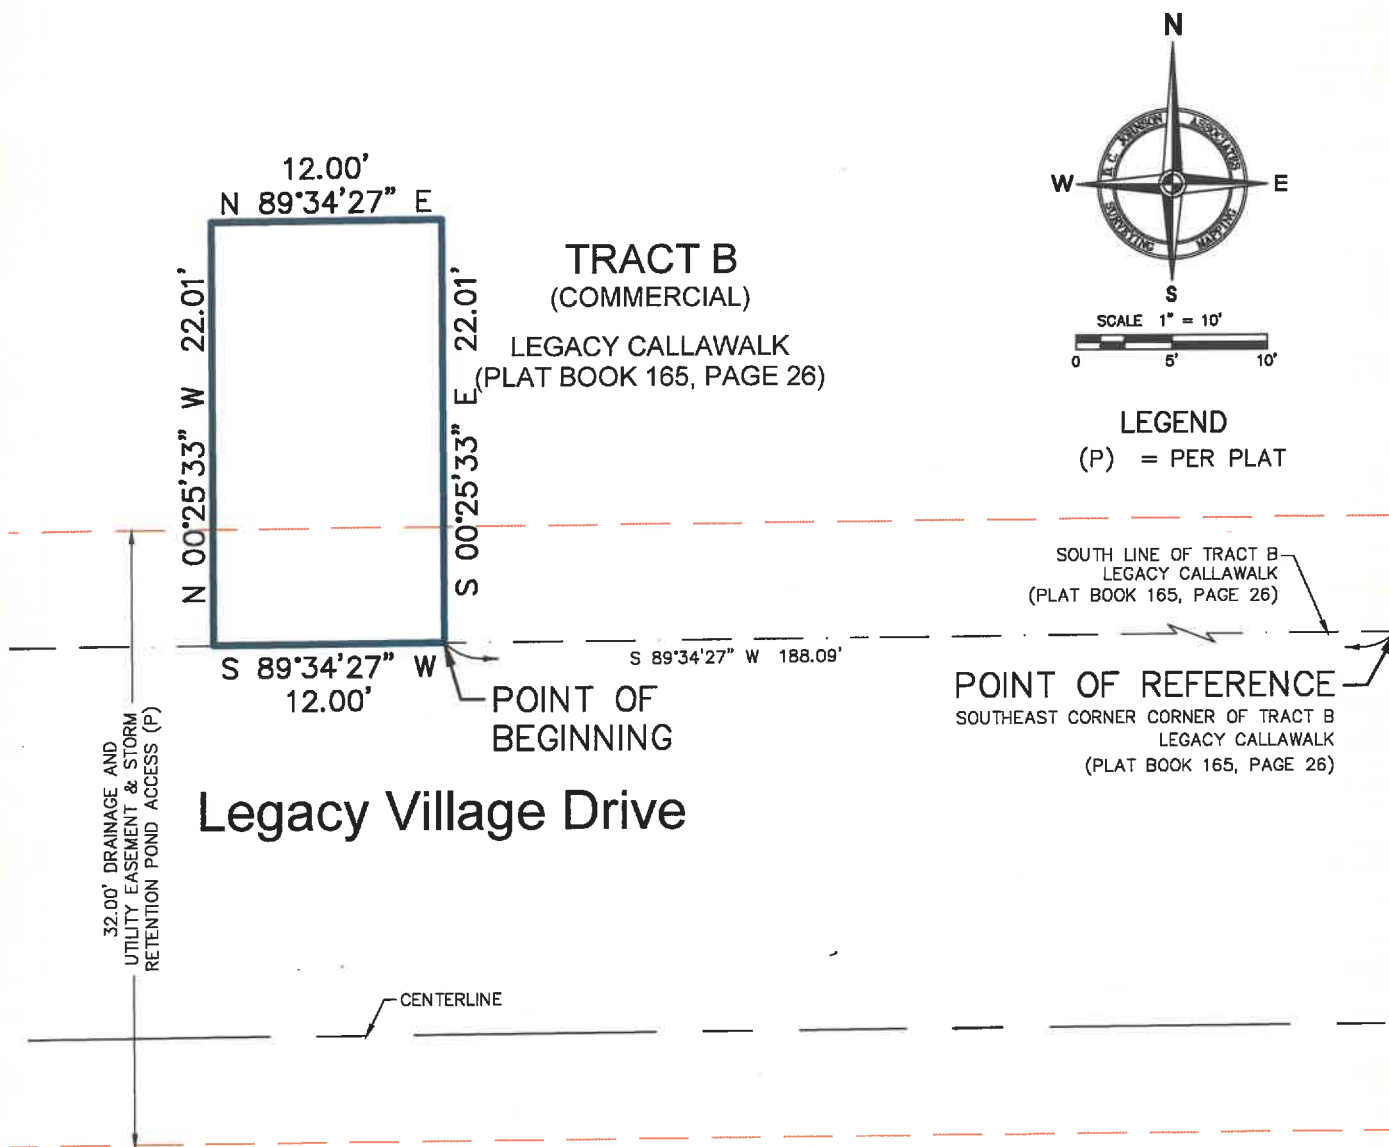 N
D. C. JOHNSON
ASSOCIATES
W
E
SURVEYING
MAPPING
S
SCALE 1" = 10'
0 5' 10'
LEGEND
(P) = PER PLAT
12.00'
N 89°34'27" E
N 00°25'33" W 22.01'
S 00°25'33" E 22.01'
TRACT B
(COMMERCIAL)
LEGACY CALLAWALK
(PLAT BOOK 165, PAGE 26)
SOUTH LINE OF TRACT B
LEGACY CALLAWALK
(PLAT BOOK 165, PAGE 26)
S 89°34'27" W
12.00'
S 89°34'27" W 188.09'
POINT OF
BEGINNING
POINT OF REFERENCE
SOUTHEAST CORNER CORNER OF TRACT B
LEGACY CALLAWALK
(PLAT BOOK 165, PAGE 26)
Legacy Village Drive
32.00' DRAINAGE AND
UTILITY EASEMENT & STORM
RETENTION POND ACCESS (P)
CENTERLINE